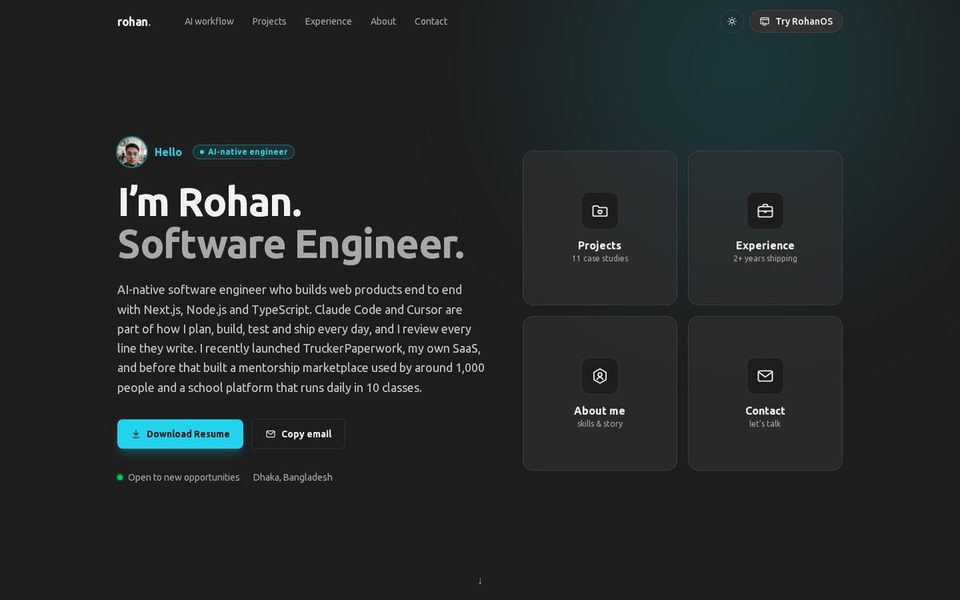 rohan.
AI workflow
Projects
Experience
About
Contact
Try RohanOS
Hello
AI-native engineer
I’m Rohan.
Software Engineer.
AI-native software engineer who builds web products end to end
with Next.js, Node.js and TypeScript. Claude Code and Cursor are
part of how I plan, build, test and ship every day, and I review every
line they write. I recently launched TruckerPaperwork, my own SaaS,
and before that built a mentorship marketplace used by around 1,000
people and a school platform that runs daily in 10 classes.
Download Resume
Copy email
Open to new opportunities
Dhaka, Bangladesh
Projects
11 case studies
Experience
2+ years shipping
About me
skills & story
Contact
let's talk
↓